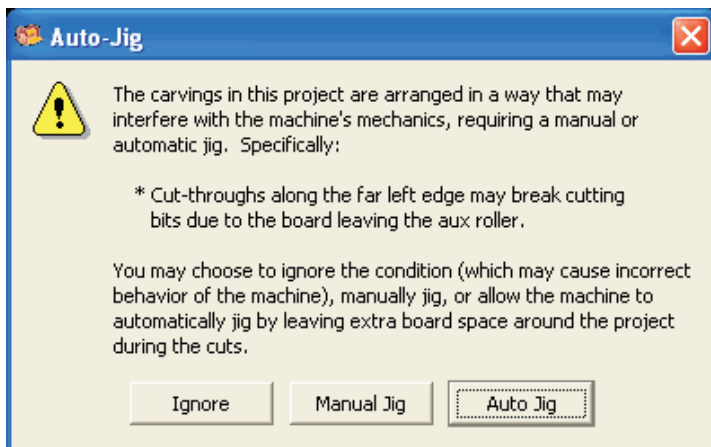 Auto-Jig
The carvings in this project are arranged in a way that may
interfere with the machine's mechanics, requiring a manual or
automatic jig.  Specifically:
* Cut-throughs along the far left edge may break cutting
bits due to the board leaving the aux roller.
You may choose to ignore the condition (which may cause incorrect
behavior of the machine), manually jig, or allow the machine to
automatically jig by leaving extra board space around the project
during the cuts.
Ignore
Manual Jig
Auto Jig